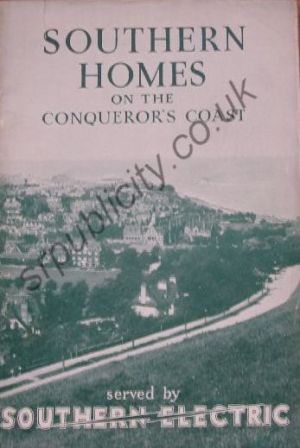 SOUTHERN
HOMES
ON THE
CONQUEROR'S COAST
srpublicity.co.uk
served by
SOUTHERN ELECTRIC